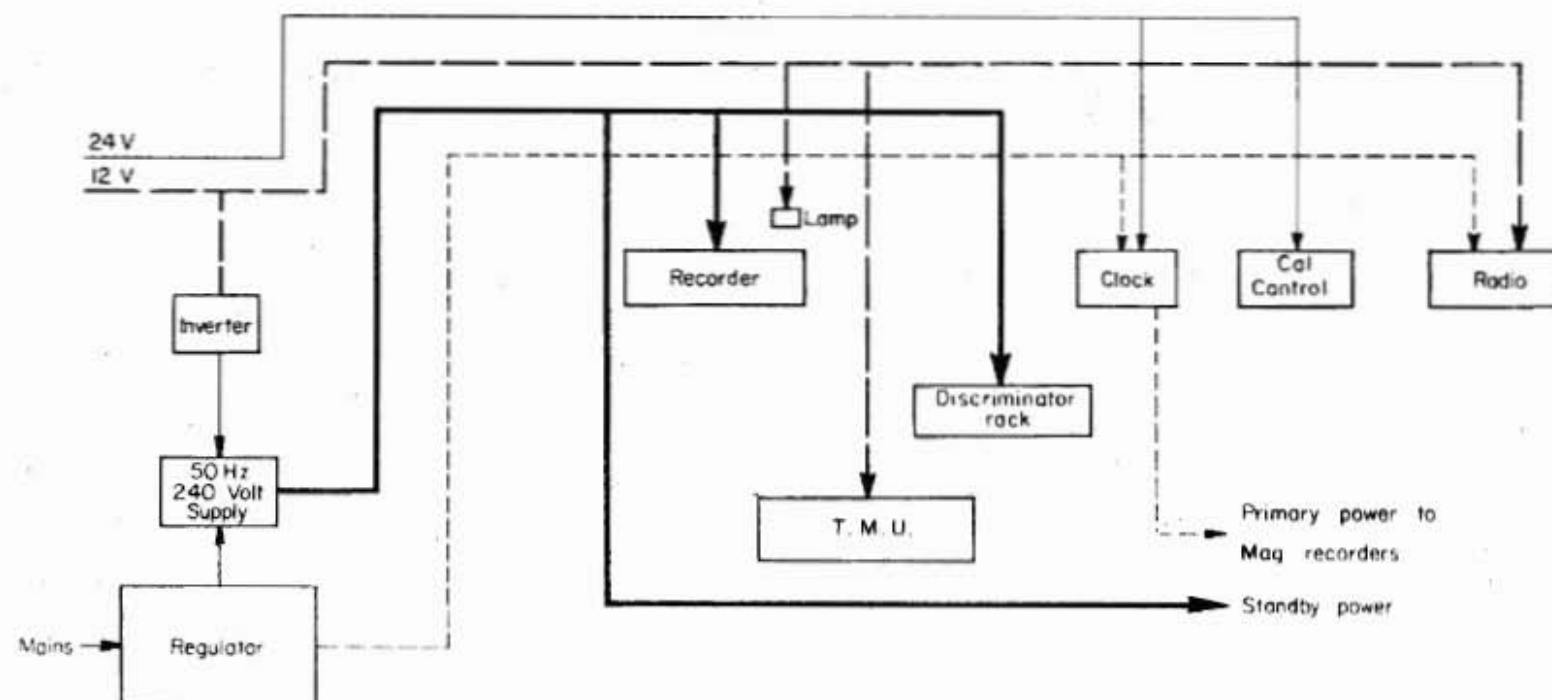 24 V
12 V
Lamp
Recorder
Clock
Cal
Control
Radio
Inverter
Discriminator
rack
50 Hz
240 Volt
Supply
T. M. U.
Primary power to
Mag recorders
Standby power
Mains
Regulator